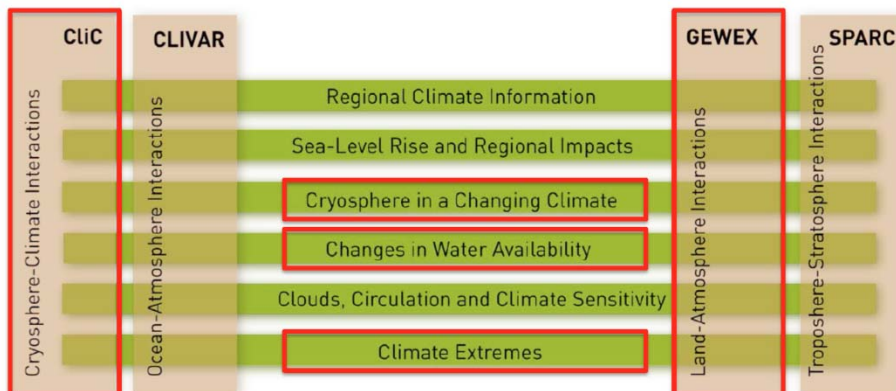 CliC
CLIVAR
GEWEX
SPARC
Cryosphere-Climate Interactions
Ocean-Atmosphere Interactions
Land-Atmosphere Interactions
Troposhere-Stratosphere Interactions
Regional Climate Information
Sea-Level Rise and Regional Impacts
Cryosphere in a Changing Climate
Changes in Water Availability
Clouds, Circulation and Climate Sensitivity
Climate Extremes